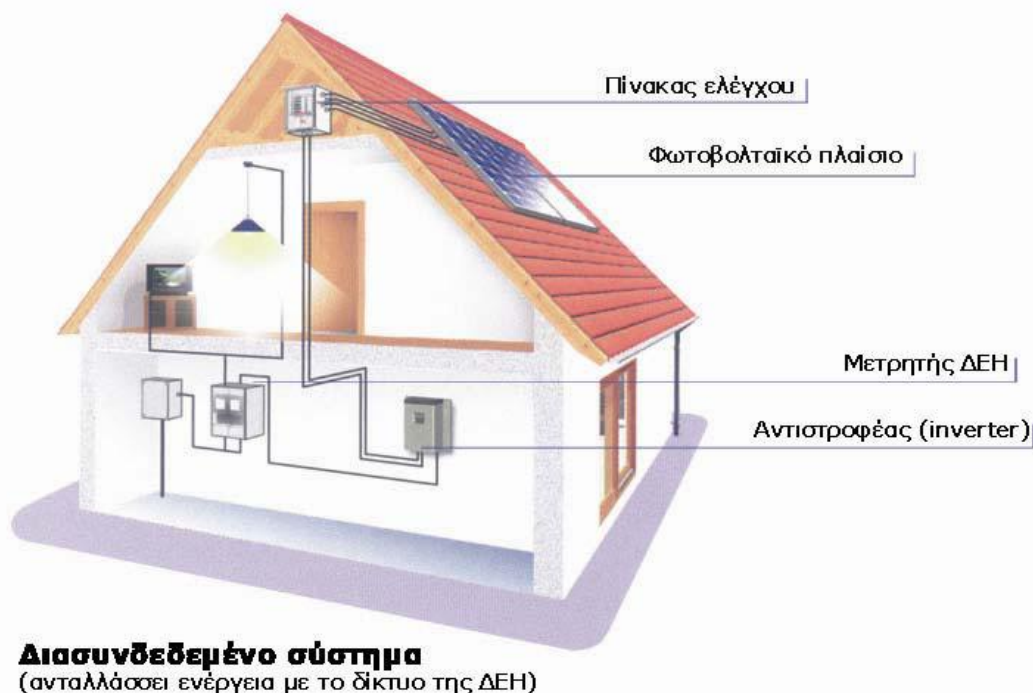 Πίνακας ελέγχου
Φωτοβολταϊκό πλαίσιο
Μετρητής ΔΕΗ
Αντιστροφέας (inverter)
Διασυνδεδεμένο σύστημα
(ανταλλάσσει ενέργεια με το δίκτυο της ΔΕΗ)